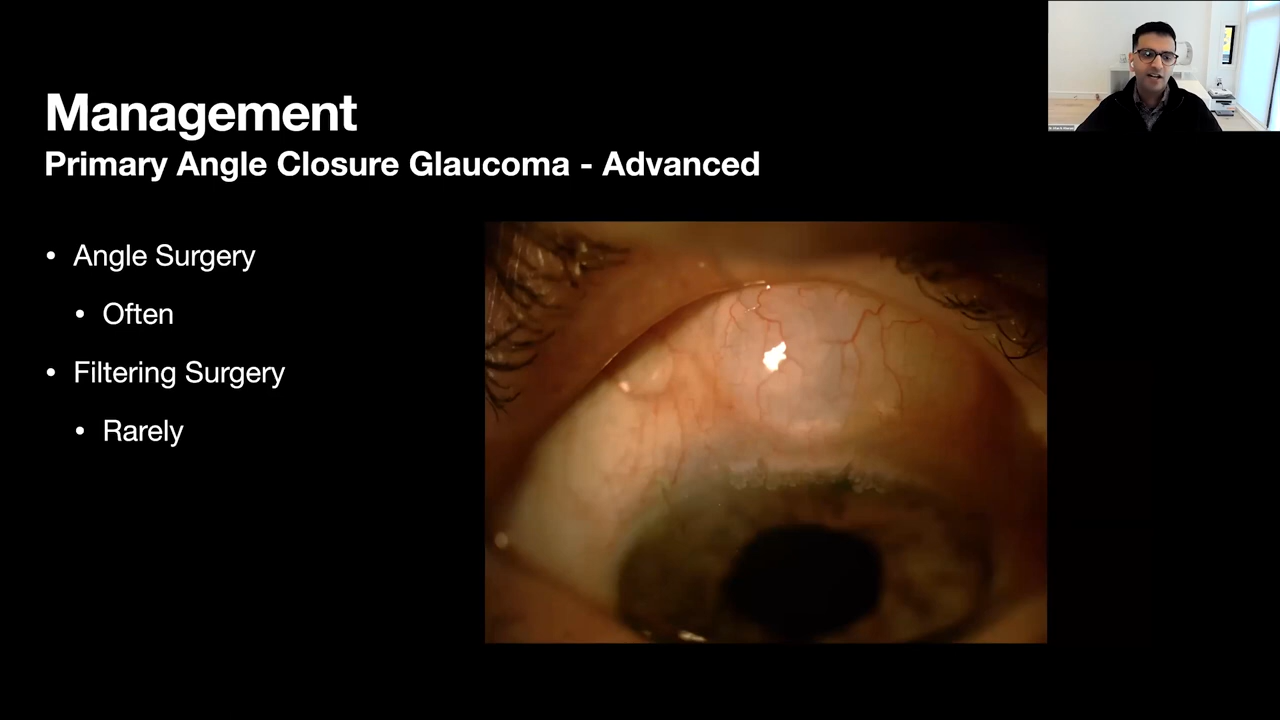 Management
Primary Angle Closure Glaucoma - Advanced
• Angle Surgery
• Often
• Filtering Surgery
• Rarely